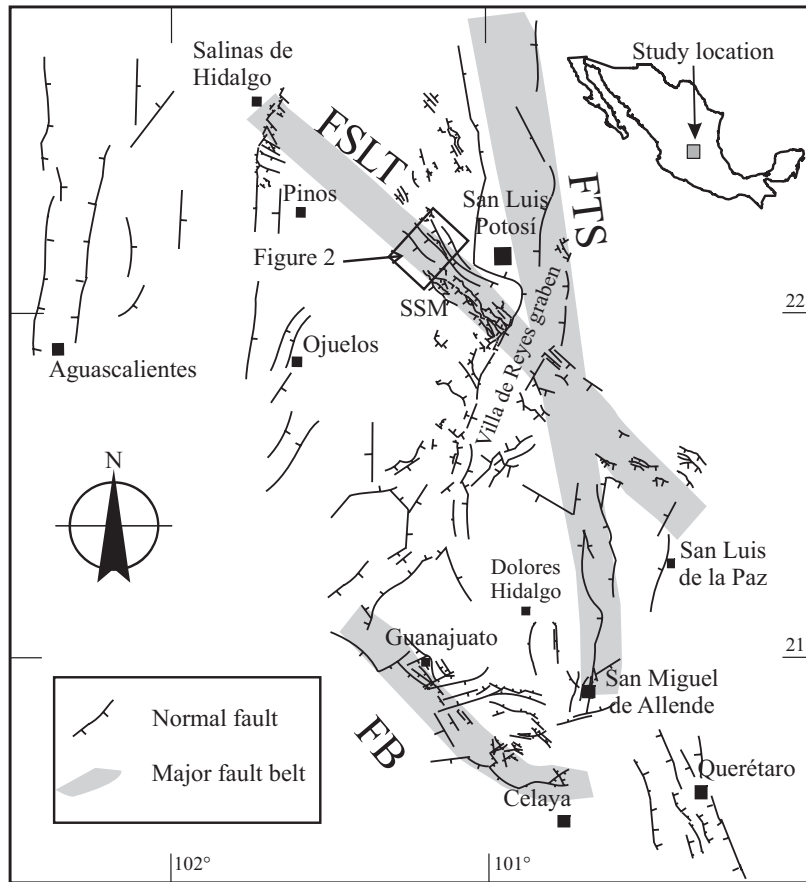 Salinas de
Hidalgo
Study location
FSLT
Pinos
San Luis
Potosí
FTS
Figure 2
SSM
22
Villa de Reyes graben
Aguascalientes
Ojuelos
N
San Luis
de la Paz
Dolores
Hidalgo
Guanajuato
21
San Miguel
de Allende
Normal fault
FB
Major fault belt
Querétaro
Celaya
102°
101°